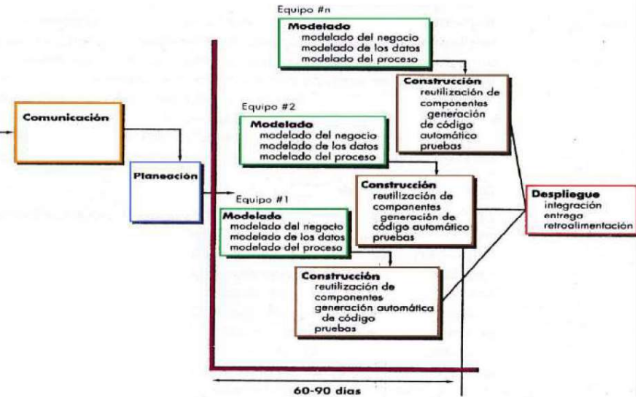 Equipo #n
Modelado
modelado del negocio
modelado de los datos
modelado del proceso
Construcción
reutilización de
componentes
generación
de código
automático
pruebas
Comunicación
Planeación
Equipo #2
Modelado
modelado del negocio
modelado de los datos
modelado del proceso
Construcción
reutilización de
componentes
generación de
código automático
pruebas
Equipo #1
Modelado
modelado del negocio
modelado de los datos
modelado del proceso
Construcción
reutilización de
componentes
generación automática
de código
pruebas
Despliegue
integración
entrega
retroalimentación
60-90 dias